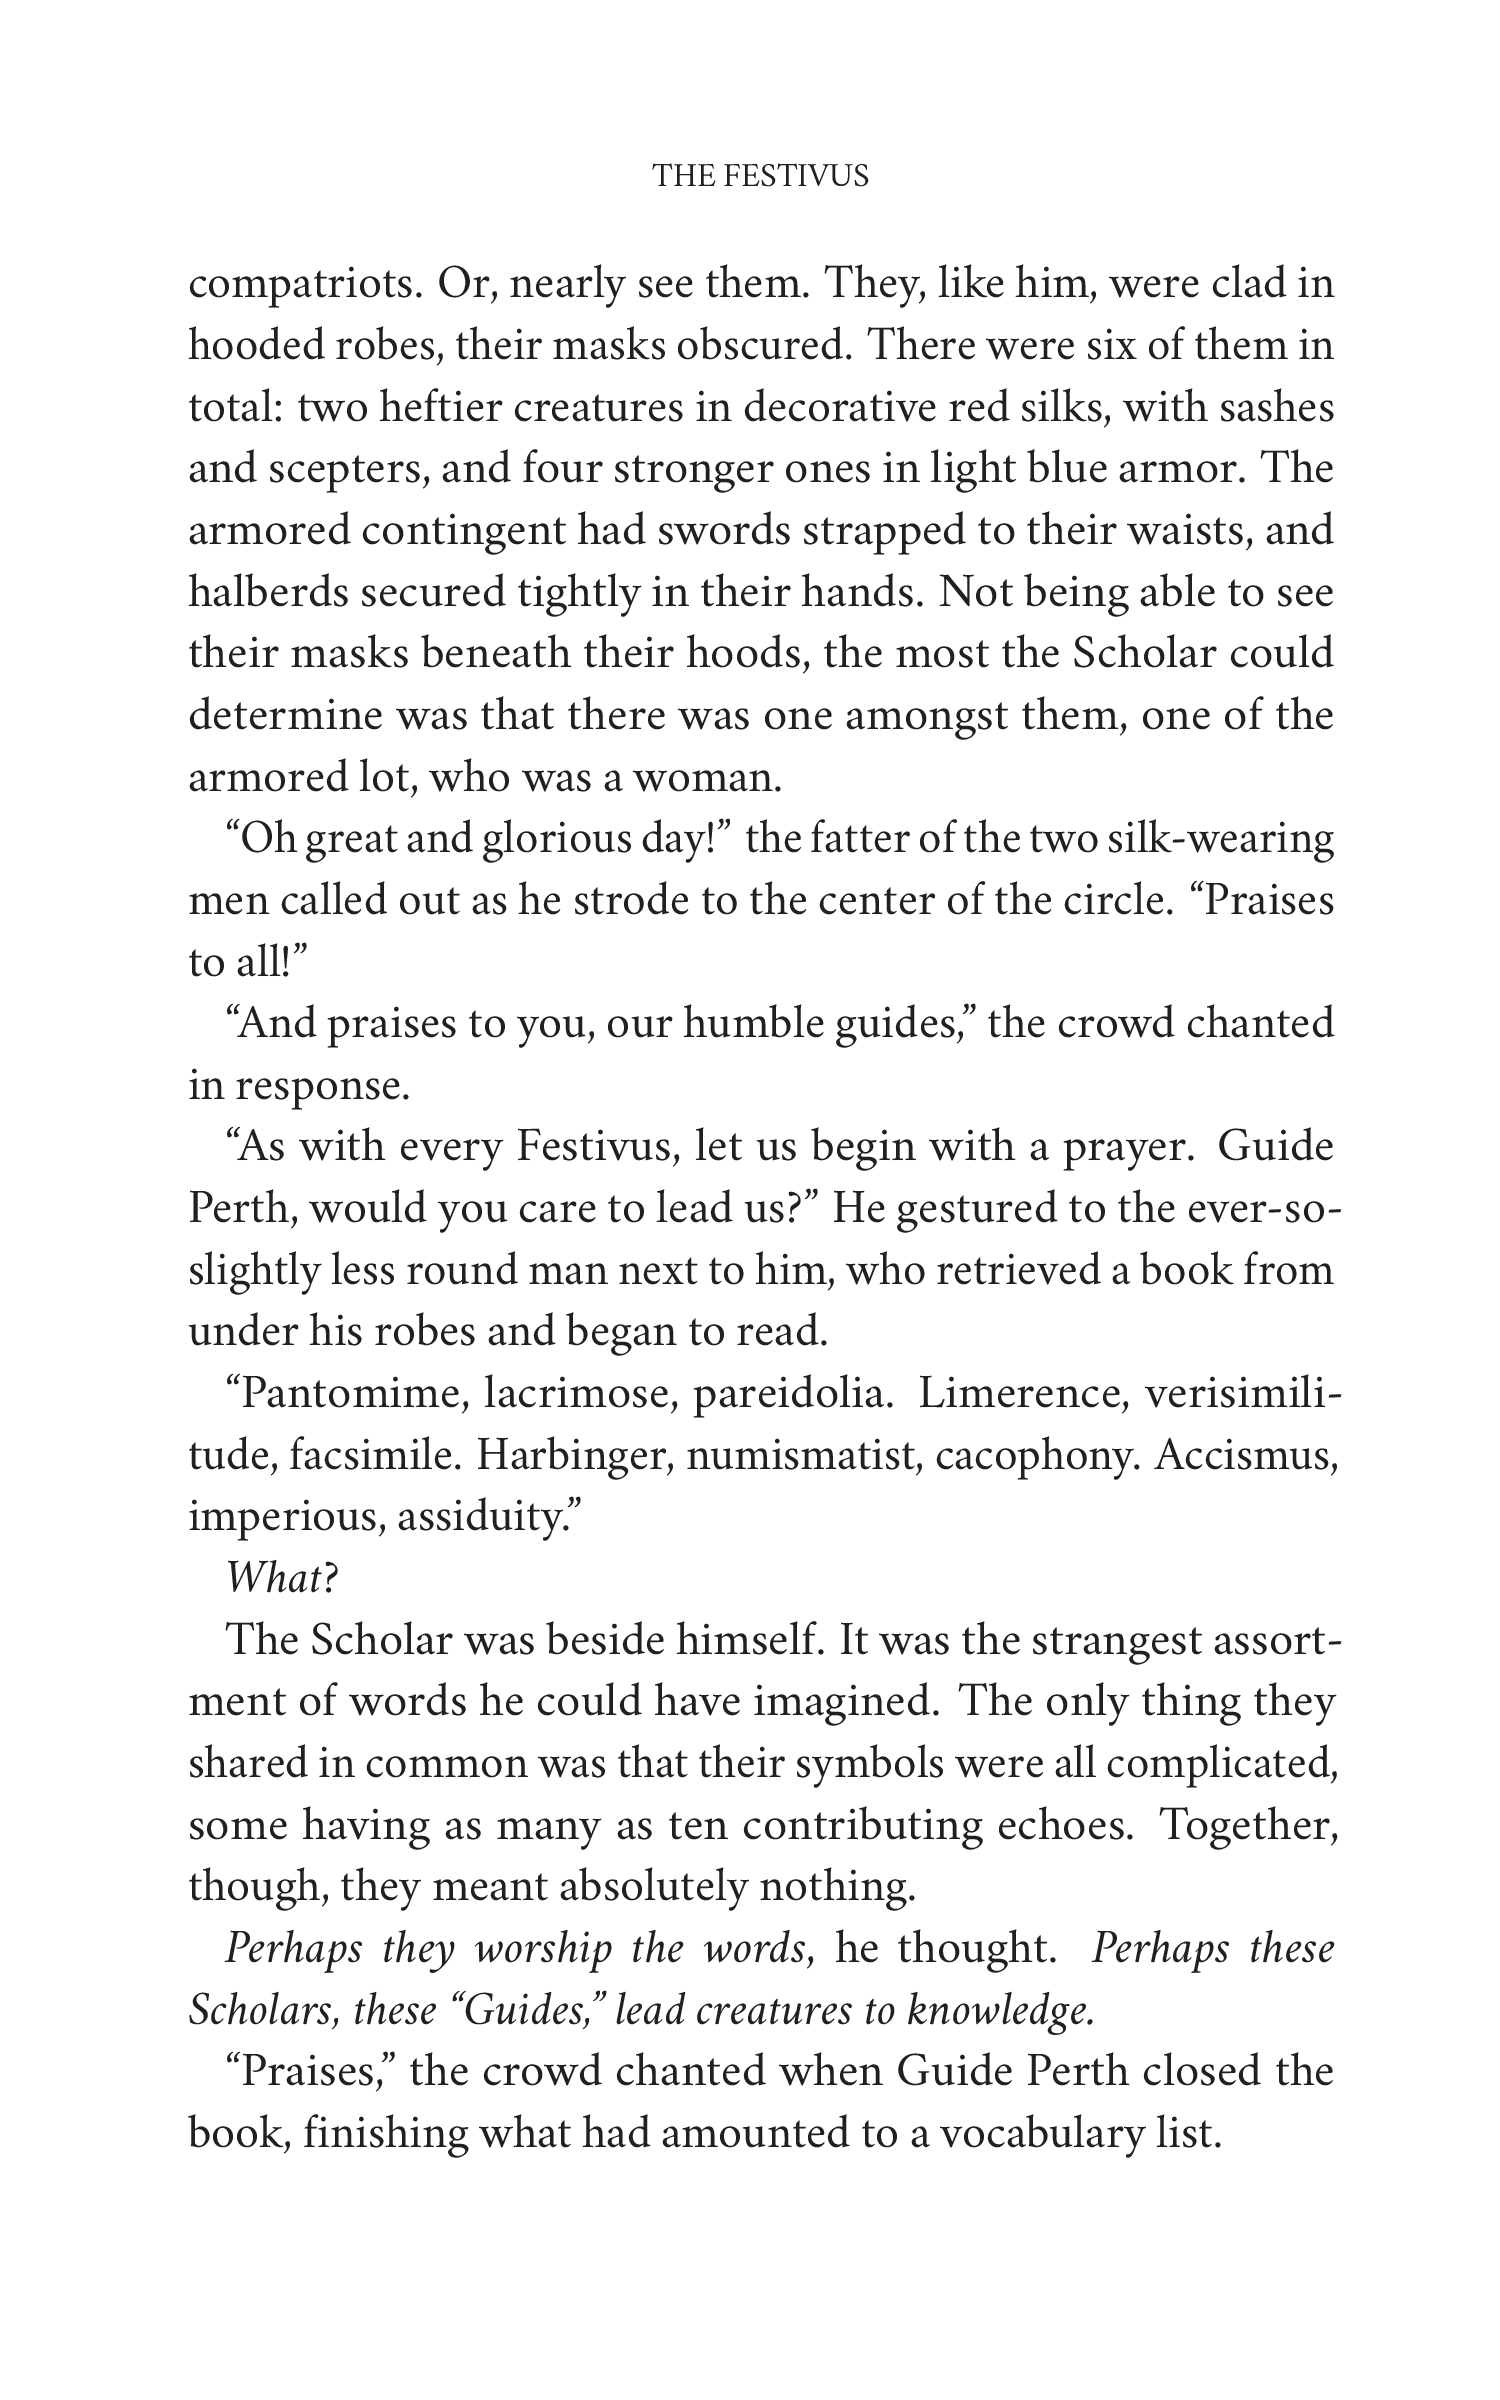 THE FESTIVUS
compatriots. Or, nearly see them. They, like him, were clad in
hooded robes, their masks obscured. There were six of them in
total: two heftier creatures in decorative red silks, with sashes
and scepters, and four stronger ones in light blue armor. The
armored contingent had swords strapped to their waists, and
halberds secured tightly in their hands. Not being able to see
their masks beneath their hoods, the most the Scholar could
determine was that there was one amongst them, one of the
armored lot, who was a woman.
“Oh great and glorious day!” the fatter of the two silk-wearing
men called out as he strode to the center of the circle. “Praises
to all!”
“And praises to you, our humble guides,” the crowd chanted
in response.
“As with every Festivus, let us begin with a prayer. Guide
Perth, would you care to lead us?” He gestured to the ever-so-
slightly less round man next to him, who retrieved a book from
under his robes and began to read.
“Pantomime, lacrimose, pareidolia. Limerence, verisimili-
tude, facsimile. Harbinger, numismatist, cacophony. Accismus,
imperious, assiduity.”
What?
The Scholar was beside himself. It was the strangest assort-
ment of words he could have imagined. The only thing they
shared in common was that their symbols were all complicated,
some having as many as ten contributing echoes. Together,
though, they meant absolutely nothing.
Perhaps they worship the words, he thought. Perhaps these
Scholars, these “Guides,” lead creatures to knowledge.
“Praises,” the crowd chanted when Guide Perth closed the
book, finishing what had amounted to a vocabulary list.